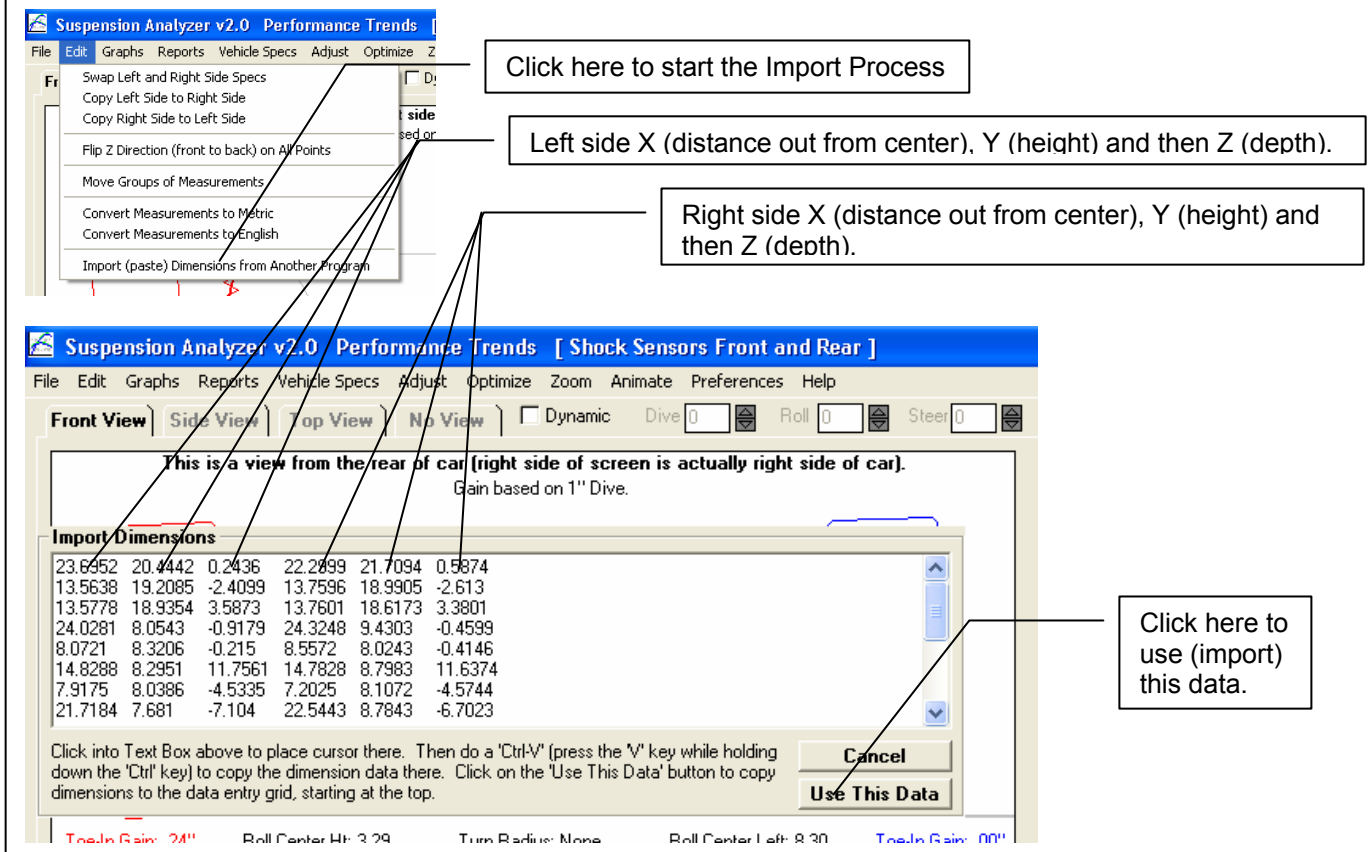 Suspension Analyzer v2.0 Performance Trends [
File Edit Graphs Reports Vehicle Specs Adjust Optimize Z
Swap Left and Right Side Specs
Copy Left Side to Right Side
Copy Right Side to Left Side
Flip Z Direction (front to back) on All Points
Move Groups of Measurements
Convert Measurements to Metric
Convert Measurements to English
Import (paste) Dimensions from Another Program
Click here to start the Import Process
Left side X (distance out from center), Y (height) and then Z (depth).
Right side X (distance out from center), Y (height) and
then Z (depth).
Suspension Analyzer v2.0 Performance Trends [ Shock Sensors Front and Rear ]
File Edit Graphs Reports Vehicle Specs Adjust Optimize Zoom Animate Preferences Help
Front View Side View Top View No View Dynamic Dive 0 Roll 0 Steer 0
This is a view from the rear of car (right side of screen is actually right side of car).
Gain based on 1" Dive.
Import Dimensions
23.6952 20.4442 0.2436 22.2999 21.7094 0.5874
13.5638 19.2085 -2.4099 13.7596 18.9905 -2.613
13.5778 18.9354 3.5873 13.7601 18.6173 3.3801
24.0281 8.0543 -0.9179 24.3248 9.4303 -0.4599
8.0721 8.3206 -0.215 8.5572 8.0243 -0.4146
14.8288 8.2951 11.7561 14.7828 8.7983 11.6374
7.9175 8.0386 -4.5335 7.2025 8.1072 -4.5744
21.7184 7.681 -7.104 22.5443 8.7843 -6.7023
Click into Text Box above to place cursor there. Then do a 'Ctrl-V' (press the 'V' key while holding
down the 'Ctrl' key) to copy the dimension data there. Click on the 'Use This Data' button to copy
dimensions to the data entry grid, starting at the top.
Cancel
Use This Data
Click here to
use (import)
this data.
Toe-In Gain: .24" Roll Center Ht: 3.29 Turn Radius: None Roll Center Left: 8.30 Toe-In Gain: .00"